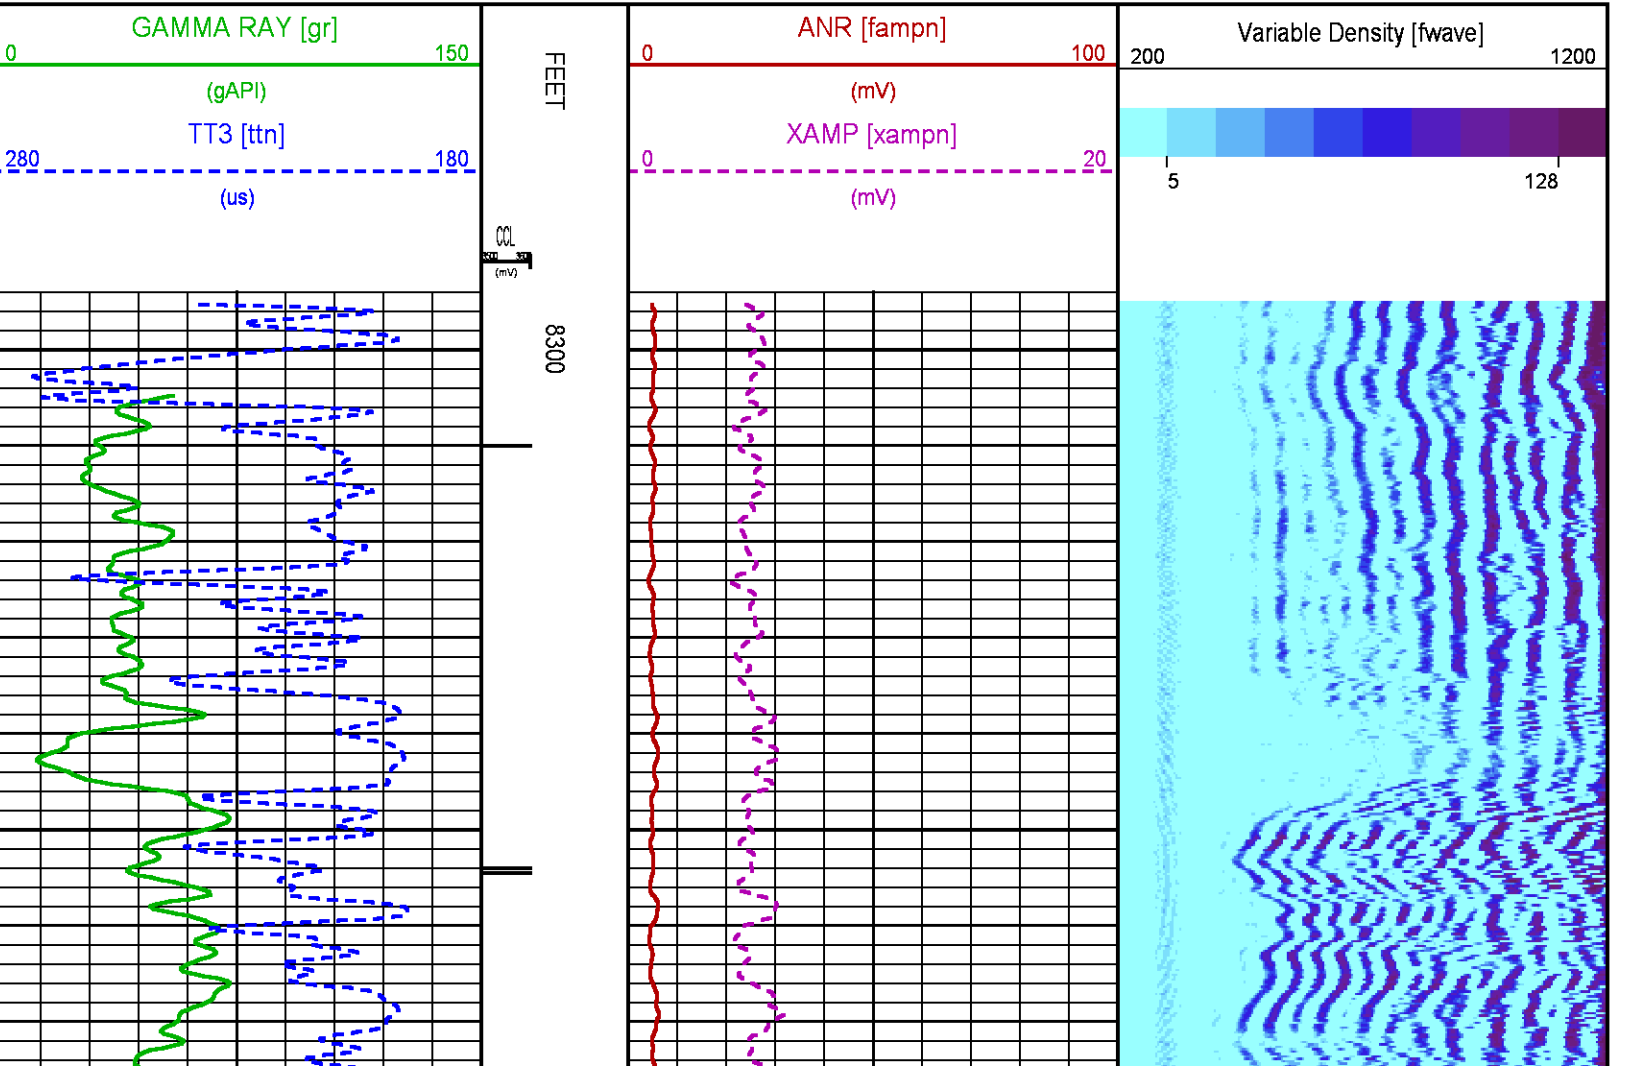 GAMMA RAY [gr]
0 150
(gAPI)
TT3 [ttn]
280 180
(us)
FEET
CCL
(mV)
8300
ANR [fampn]
0 100
(mV)
XAMP [xampn]
0 20
(mV)
Variable Density [fwave]
200 1200
5 128